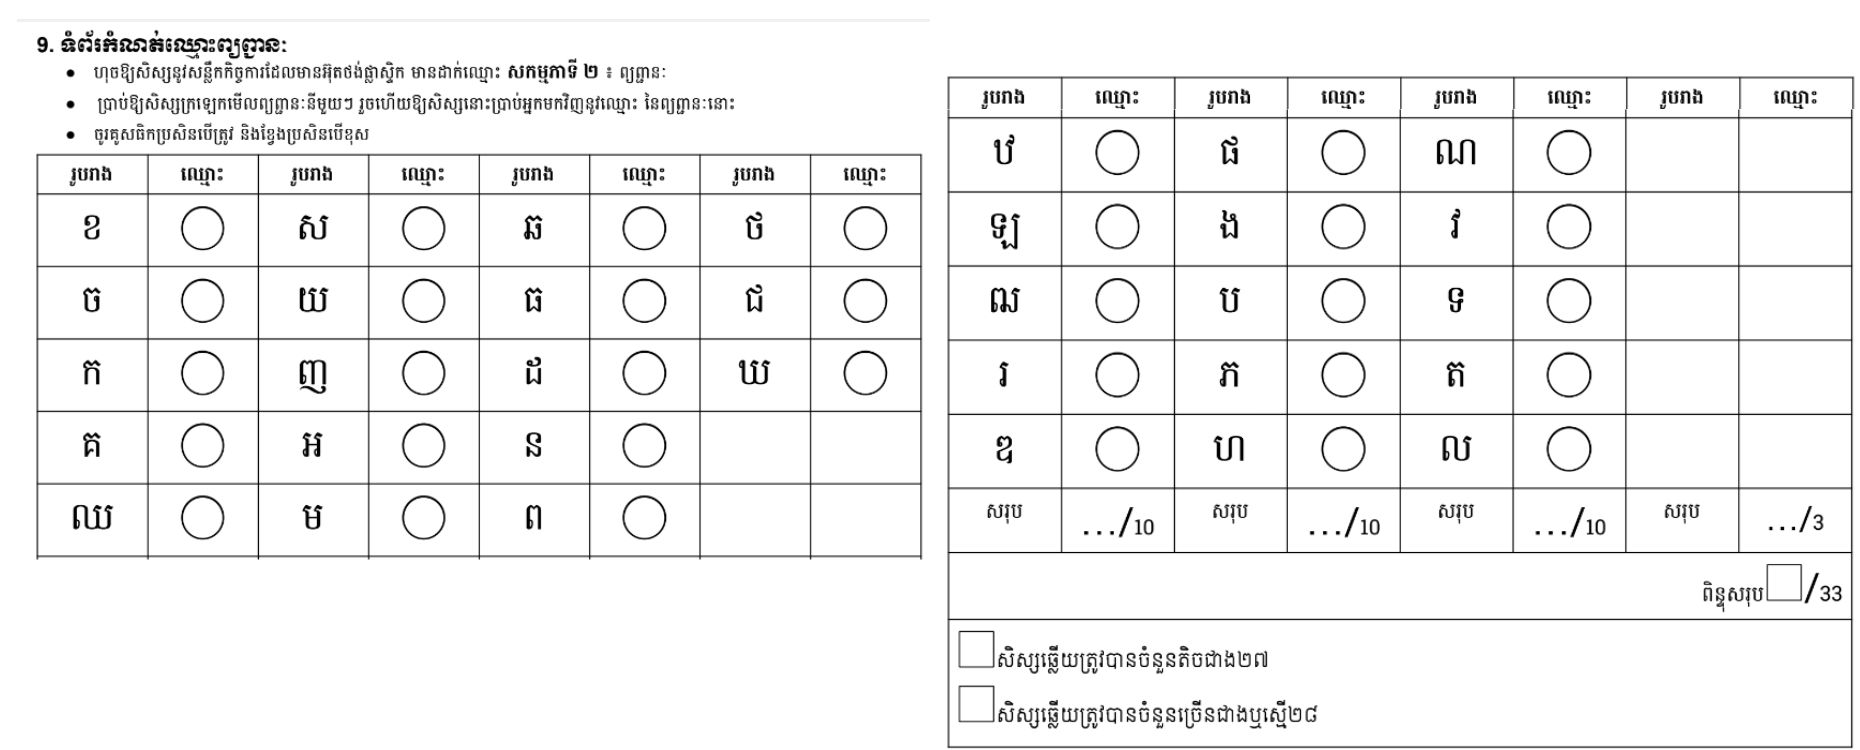 9. ទំព័រកំណត់ឈ្មោះព្យព្ជានៈ
● ហុចឱ្យសិស្សនូវសន្លឹកកិច្ចការដែលមានអ៊ុតថង់ផ្លាស្ទិក មានដាក់ឈ្មោះ សកម្មភាទី ២ ៖ ព្យព្ជានៈ
● ប្រាប់ឱ្យសិស្សក្រឡេកមើលព្យព្ជានៈនីមួយៗ រួចហើយឱ្យសិស្សនោះប្រាប់អ្នកមកវិញនូវឈ្មោះ នៃព្យព្ជានៈនោះ
● ចូរគូសធិកប្រសិនបើត្រូវ និងខ្វែងប្រសិនបើខុស
រូបរាង ឈ្មោះ រូបរាង ឈ្មោះ រូបរាង ឈ្មោះ រូបរាង ឈ្មោះ
ខ ស ឆ ថ
ច យ ធ ជ
ក ញ ដ ឃ
គ អ ន
ឈ ម ព
រូបរាង ឈ្មោះ រូបរាង ឈ្មោះ រូបរាង ឈ្មោះ រូបរាង ឈ្មោះ
ឋ ផ ណ
ឡ ង វ
ឍ ប ទ
រ ភ ត
ឌ ហ ល
សរុប .../10 សរុប .../10 សរុប .../10 សរុប .../3
ពិន្ទុសរុប /33
សិស្សឆ្លើយត្រូវបានចំនួនតិចជាង២៧
សិស្សឆ្លើយត្រូវបានចំនួនច្រើនជាងឬស្មើ២៨